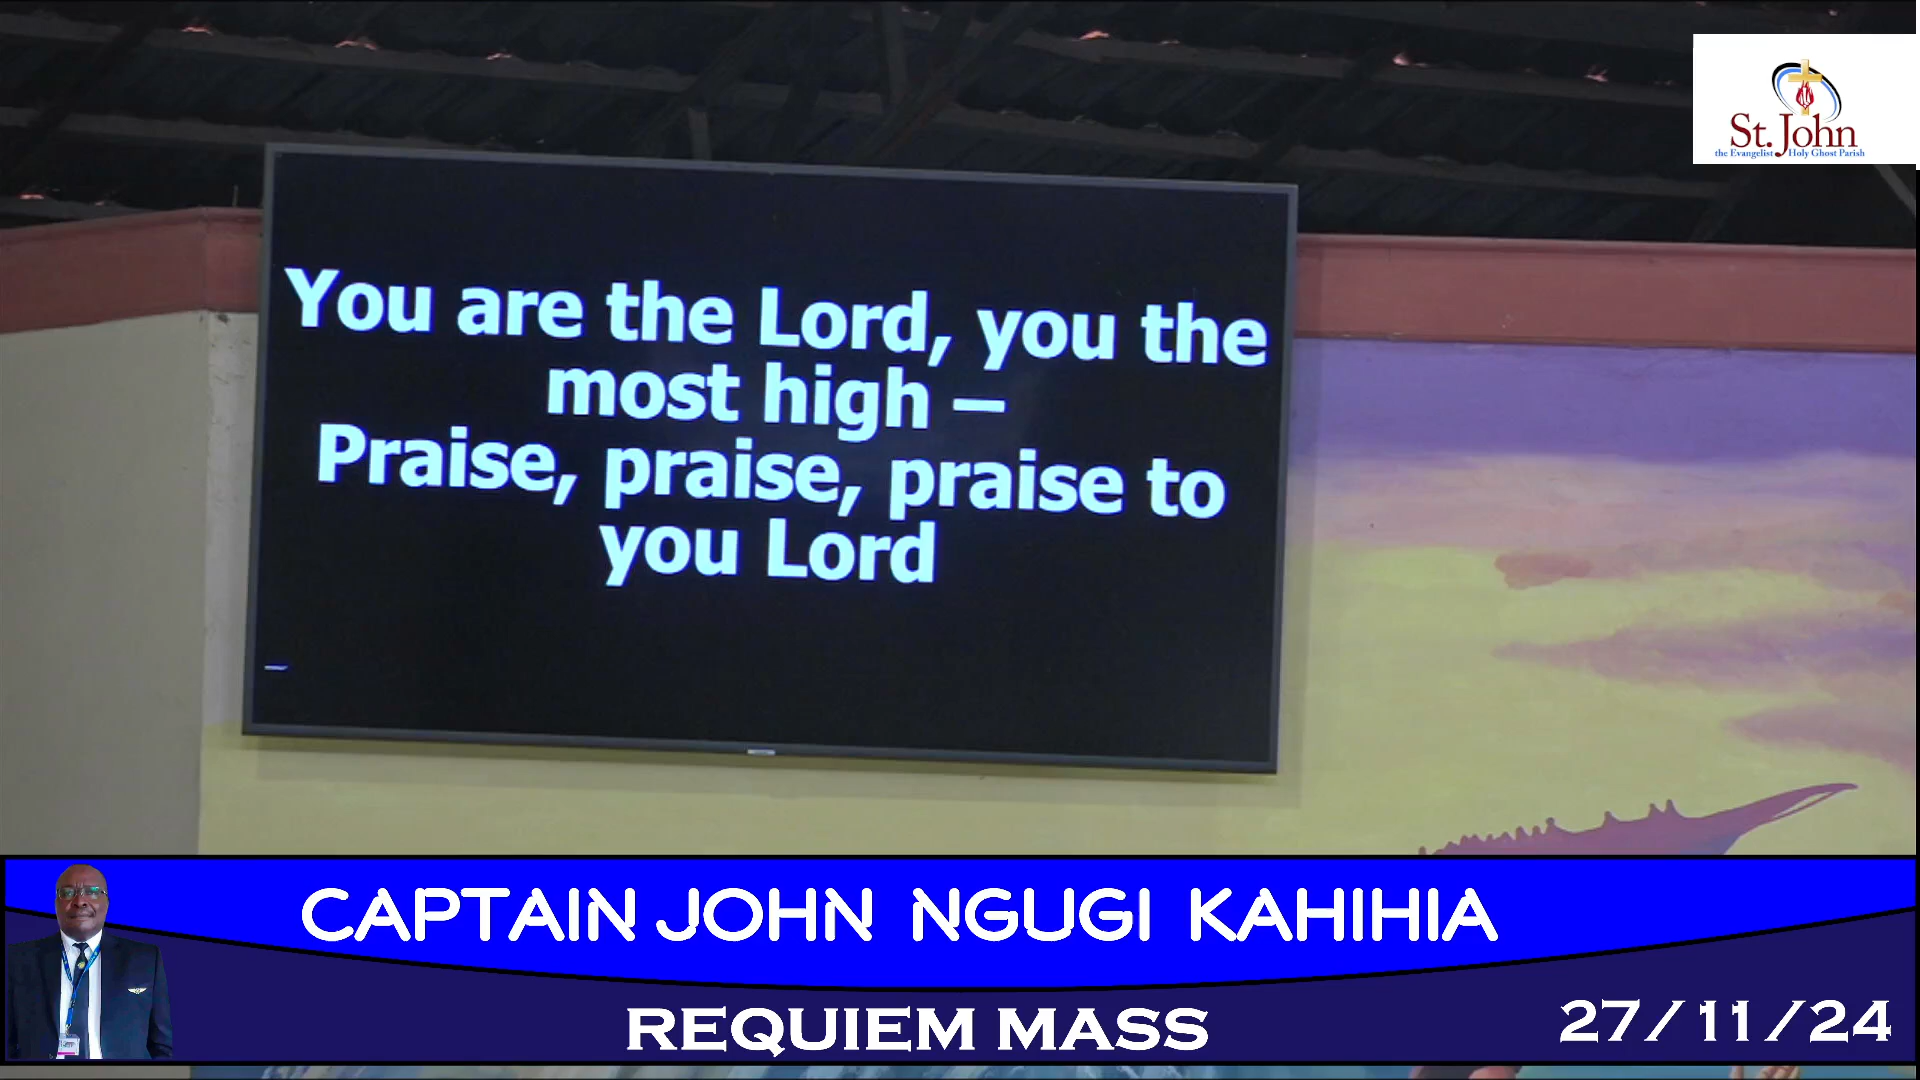 St. John
the Evangelist Holy Ghost Parish
You are the Lord, you the
most high –
Praise, praise, praise to
you Lord
CAPTAIN JOHN NGUGI KAHIHIA
REQUIEM MASS
27/11/24